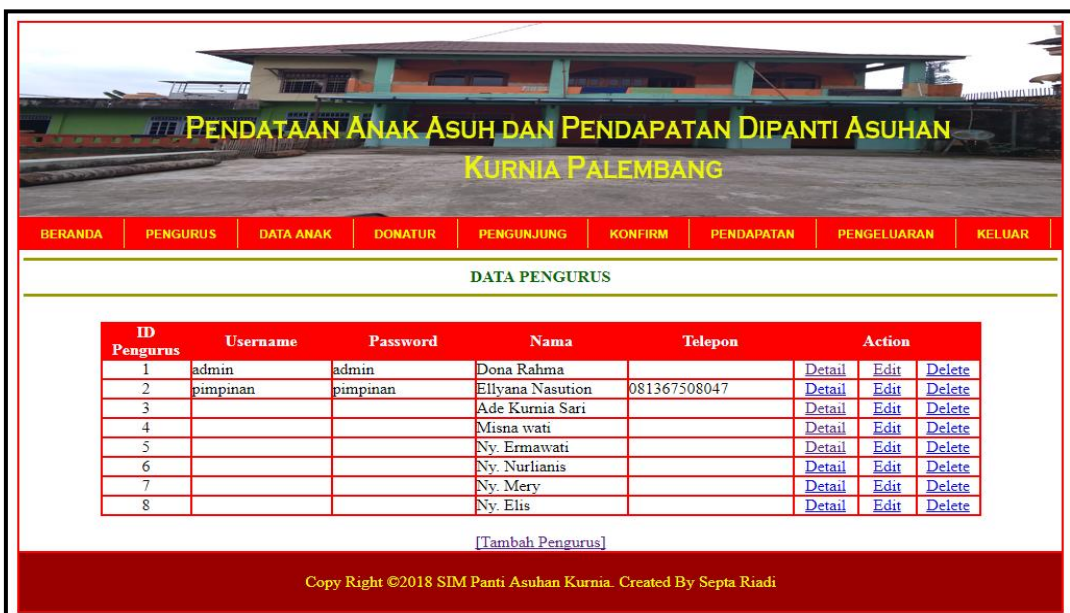 PENDATAAN ANAK ASUH DAN PENDAPATAN DIPANTI ASUHAN
KURNIA PALEMBANG
BERANDA PENGURUS DATA ANAK DONATUR PENGUNJUNG KONFIRM PENDAPATAN PENGELUARAN KELUAR
DATA PENGURUS
ID Pengurus Username Password Nama Telepon Action
1 admin admin Dona Rahma Detail Edit Delete
2 pimpinan pimpinan Ellyana Nasution 081367508047 Detail Edit Delete
3 Ade Kurnia Sari Detail Edit Delete
4 Misna wati Detail Edit Delete
5 Ny. Ermawati Detail Edit Delete
6 Ny. Nurlianis Detail Edit Delete
7 Ny. Mery Detail Edit Delete
8 Ny. Elis Detail Edit Delete
[Tambah Pengurus]
Copy Right ©2018 SIM Panti Asuhan Kurnia. Created By Septa Riadi